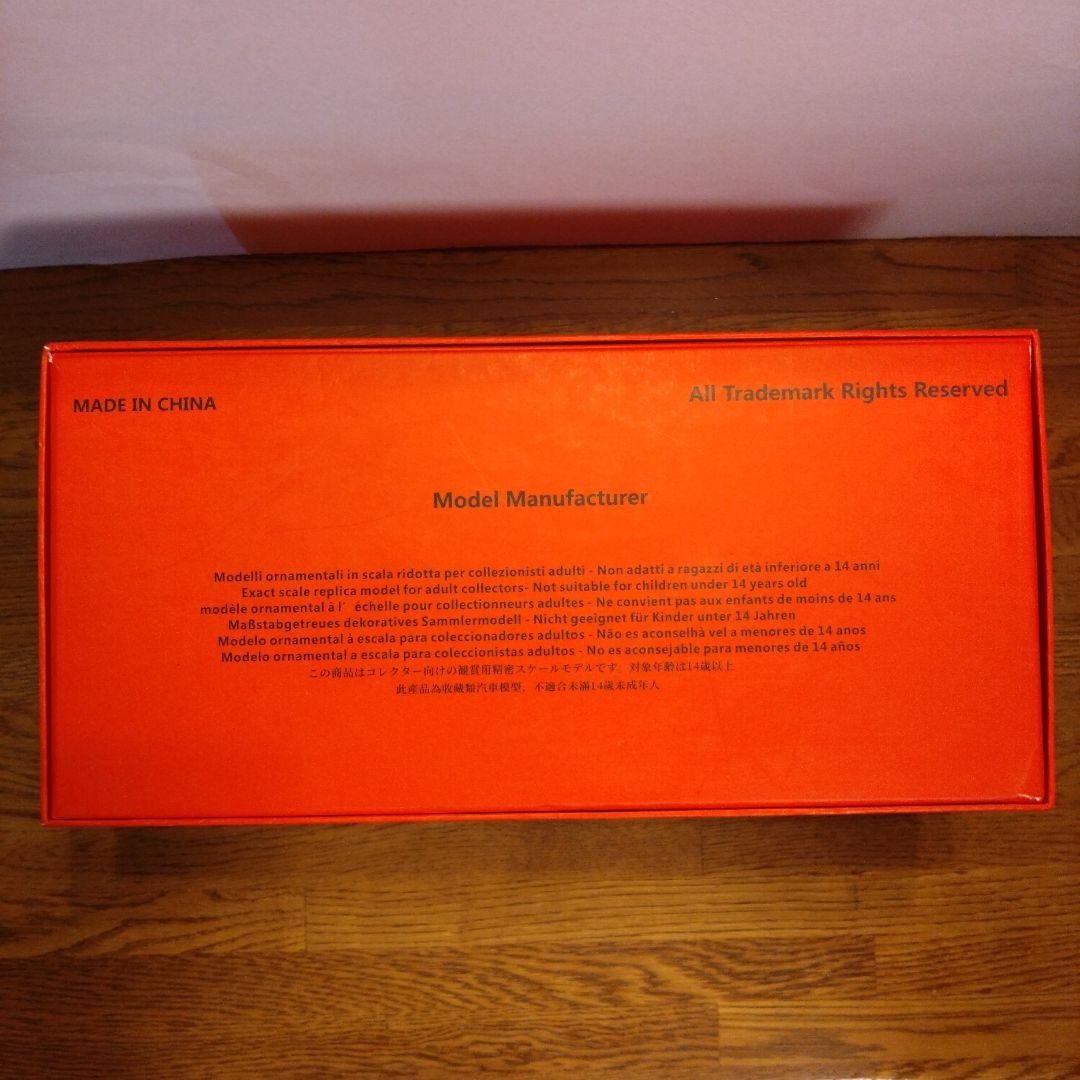 MADE IN CHINA
All Trademark Rights Reserved
Model Manufacturer
Modelli ornamentali in scala ridotta per collezionisti adulti - Non adatti a ragazzi di età inferiore a 14 anni
Exact scale replica model for adult collectors- Not suitable for children under 14 years old
modèle ornamental à l’échelle pour collectionneurs adultes - Ne convient pas aux enfants de moins de 14 ans
Maßstabgetreues dekoratives Sammlermodell - Nicht geeignet für Kinder unter 14 Jahren
Modelo ornamental à escala para coleccionadores adultos - Não es aconselhà vel a menores de 14 anos
Modelo ornamental a escala para coleccionistas adultos - No es aconsejable para menores de 14 años
この商品はコレクター向けの観賞用精密スケールモデルです。対象年齢は14歳以上
此産品為收藏類汽車模型，不適合未滿14歲未成年人